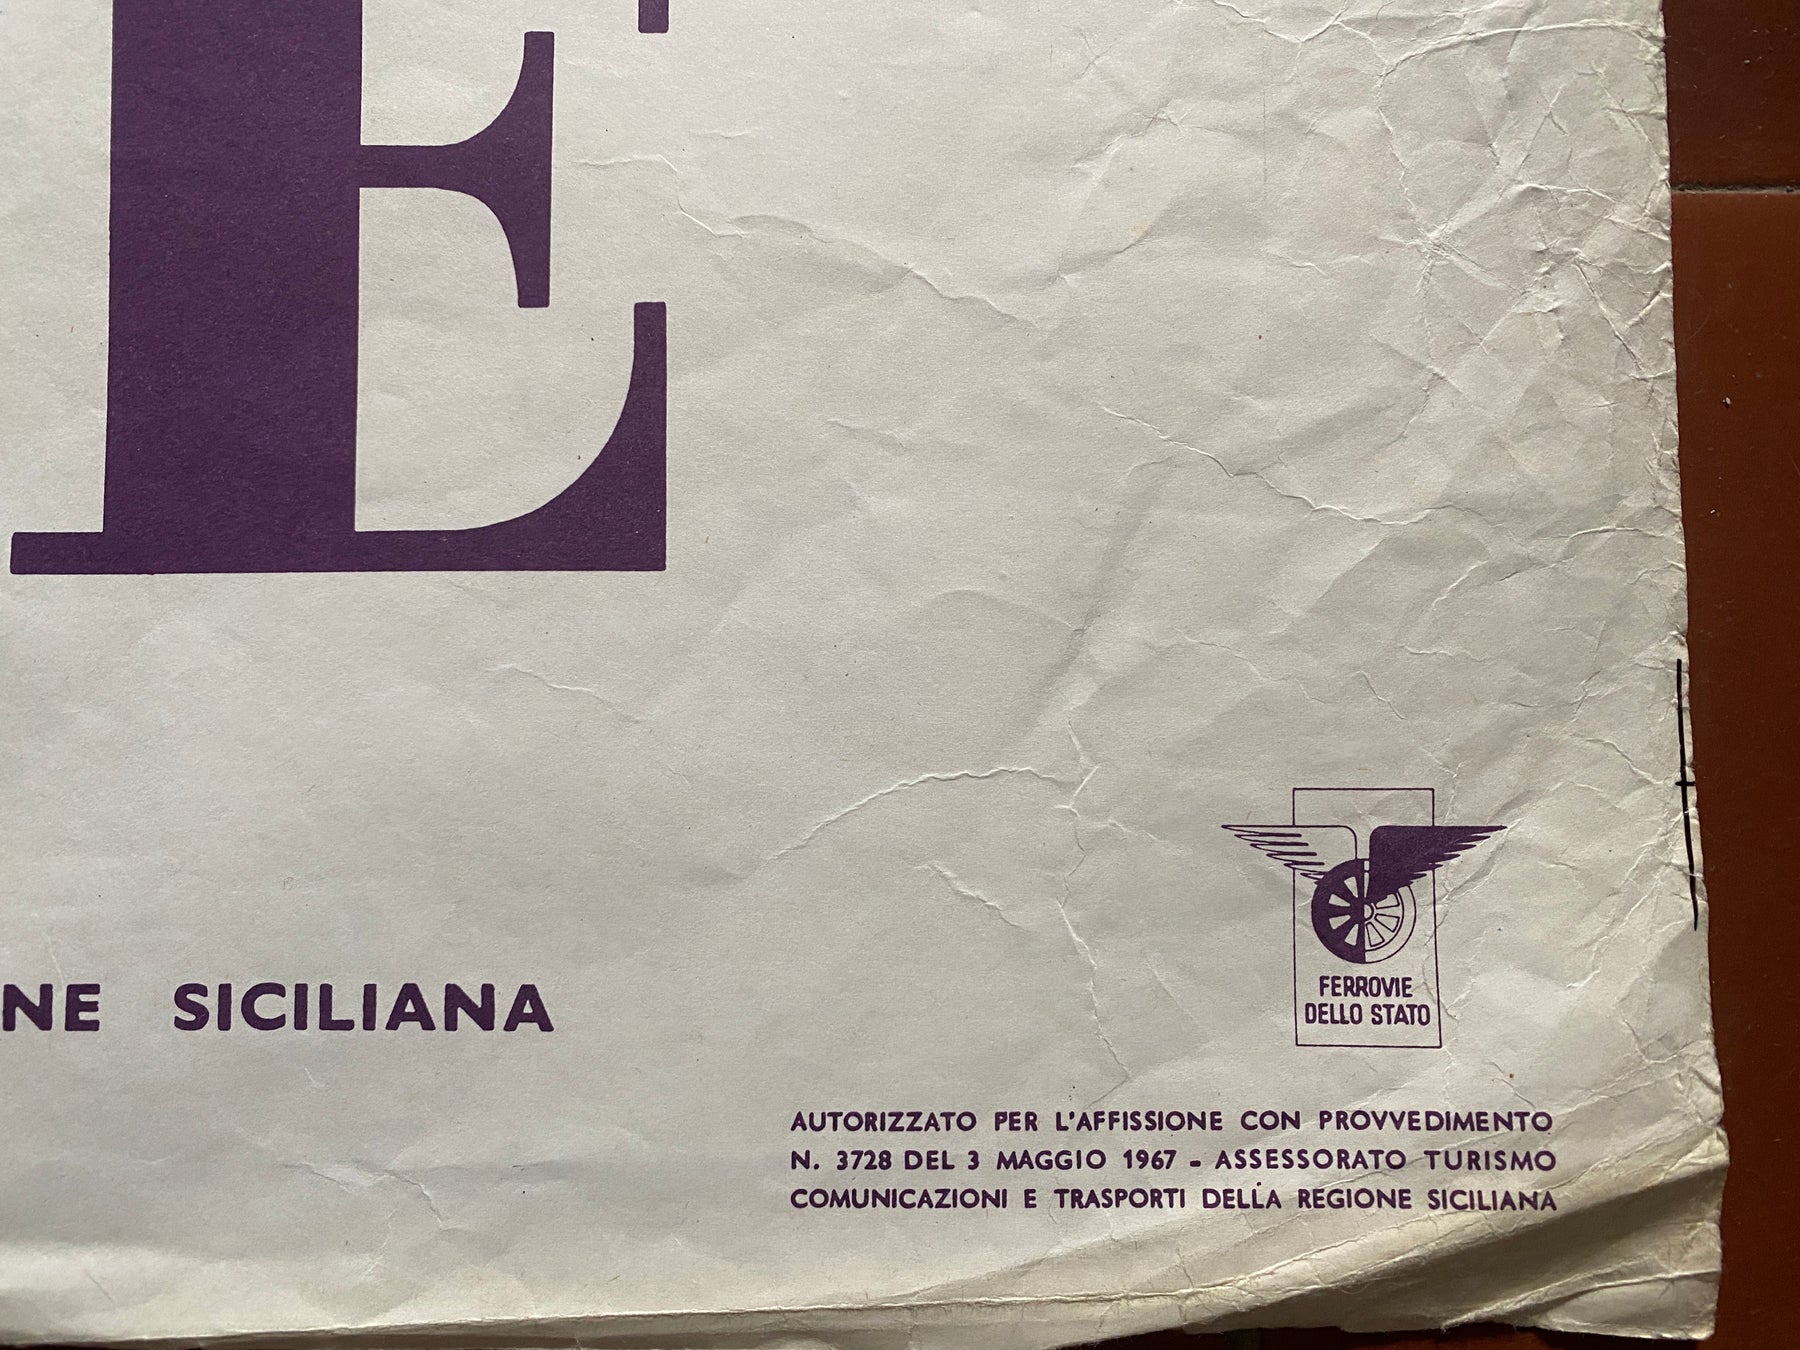 E
NE SICILIANA
FERROVIE
DELLO STATO
AUTORIZZATO PER L'AFFISSIONE CON PROVVEDIMENTO
N. 3728 DEL 3 MAGGIO 1967 - ASSESSORATO TURISMO
COMUNICAZIONI E TRASPORTI DELLA REGIONE SICILIANA